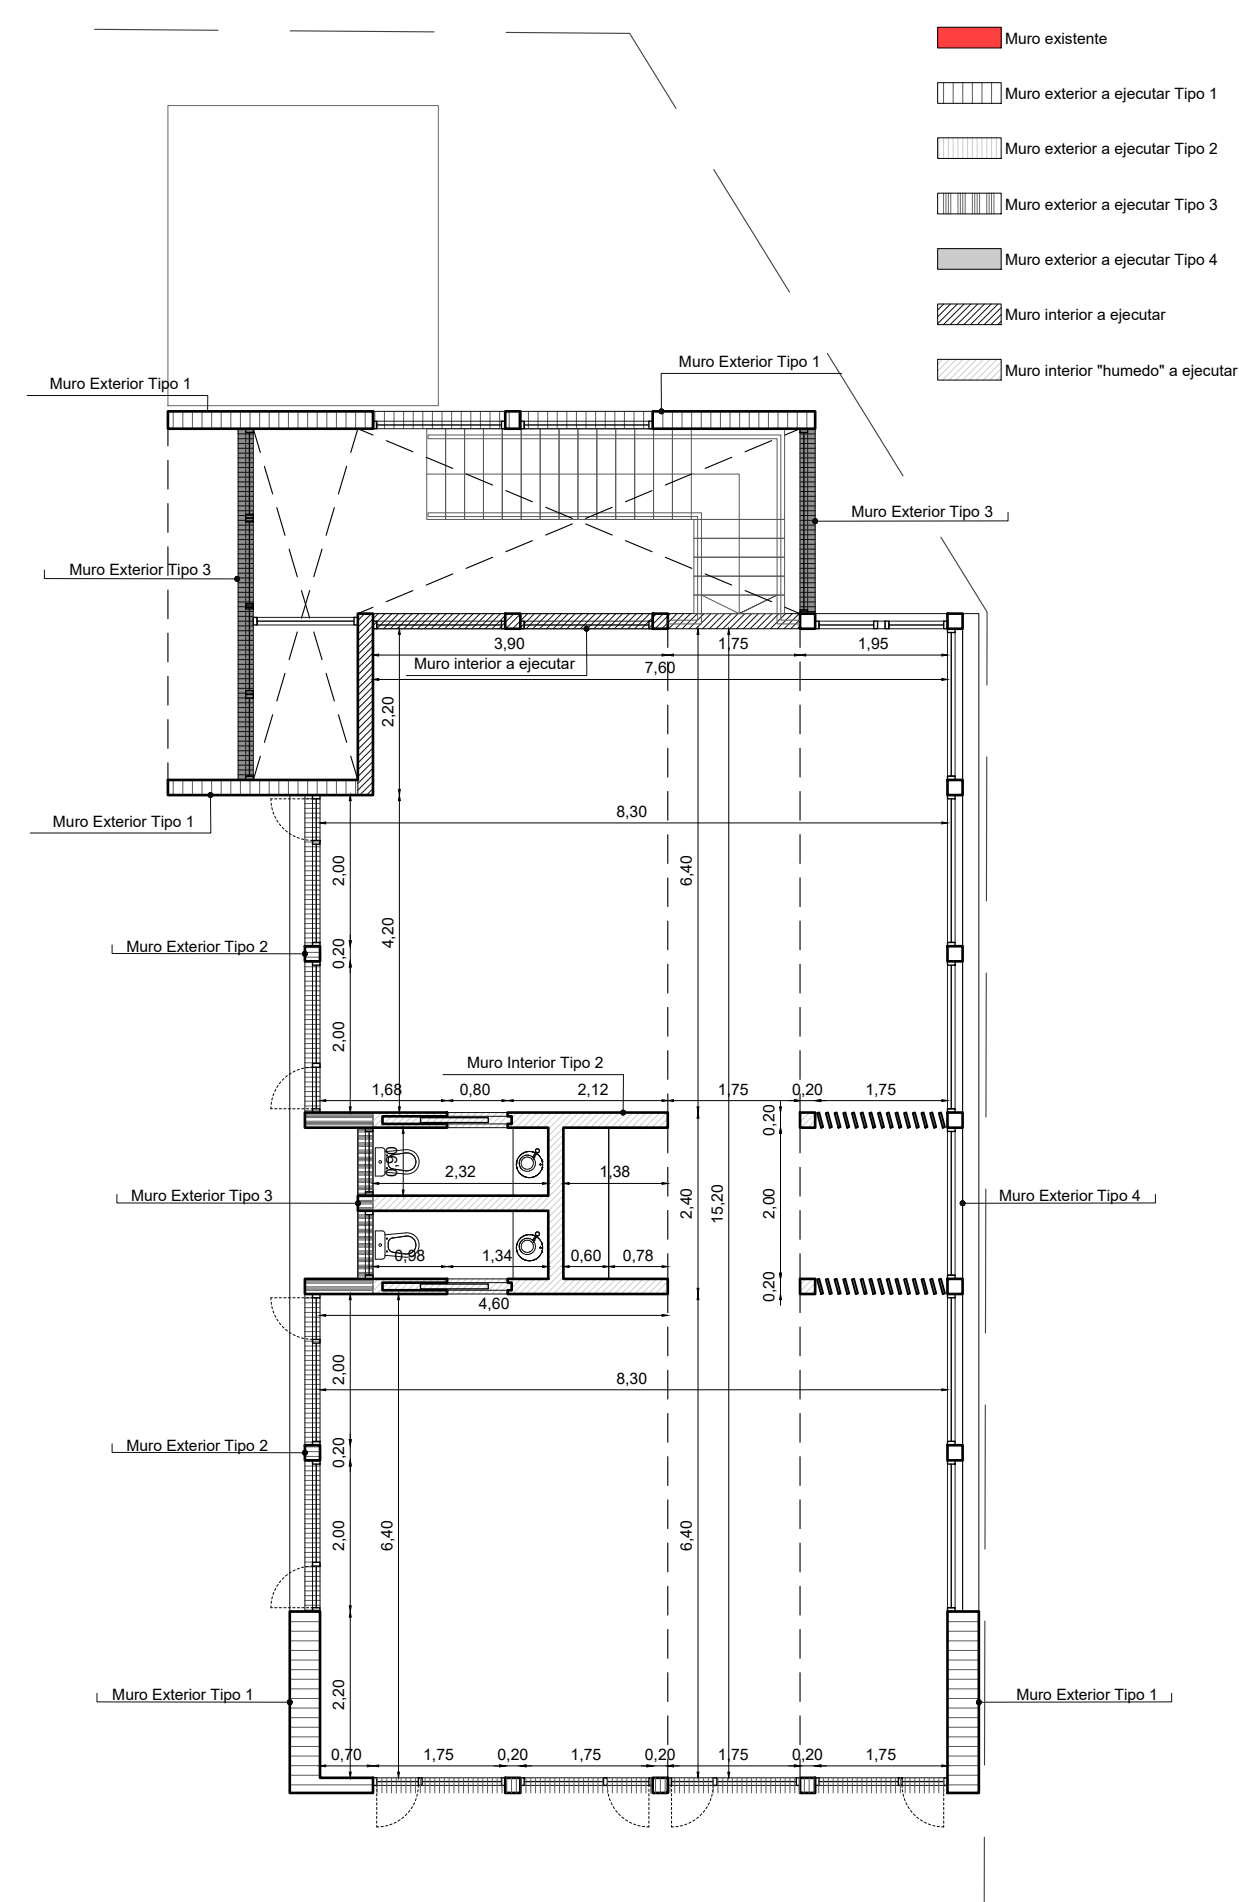 Muro existente
Muro exterior a ejecutar Tipo 1
Muro exterior a ejecutar Tipo 2
Muro exterior a ejecutar Tipo 3
Muro exterior a ejecutar Tipo 4
Muro interior a ejecutar
Muro interior "humedo" a ejecutar
Muro Exterior Tipo 1
Muro Exterior Tipo 1
Muro Exterior Tipo 3
Muro Exterior Tipo 3
3,90
1,75
1,95
Muro interior a ejecutar
7,60
2,20
8,30
Muro Exterior Tipo 1
2,00
6,40
4,20
Muro Exterior Tipo 2
0,20
2,00
Muro Interior Tipo 2
1,68
0,80
2,12
1,75
0,20
1,75
0,20
0,90
2,32
1,38
Muro Exterior Tipo 3
2,40
15,20
2,00
Muro Exterior Tipo 4
0,98
1,34
0,60
0,78
0,20
4,60
2,00
8,30
Muro Exterior Tipo 2
0,20
2,00
6,40
6,40
Muro Exterior Tipo 1
2,20
Muro Exterior Tipo 1
0,70
1,75
0,20
1,75
0,20
1,75
0,20
1,75